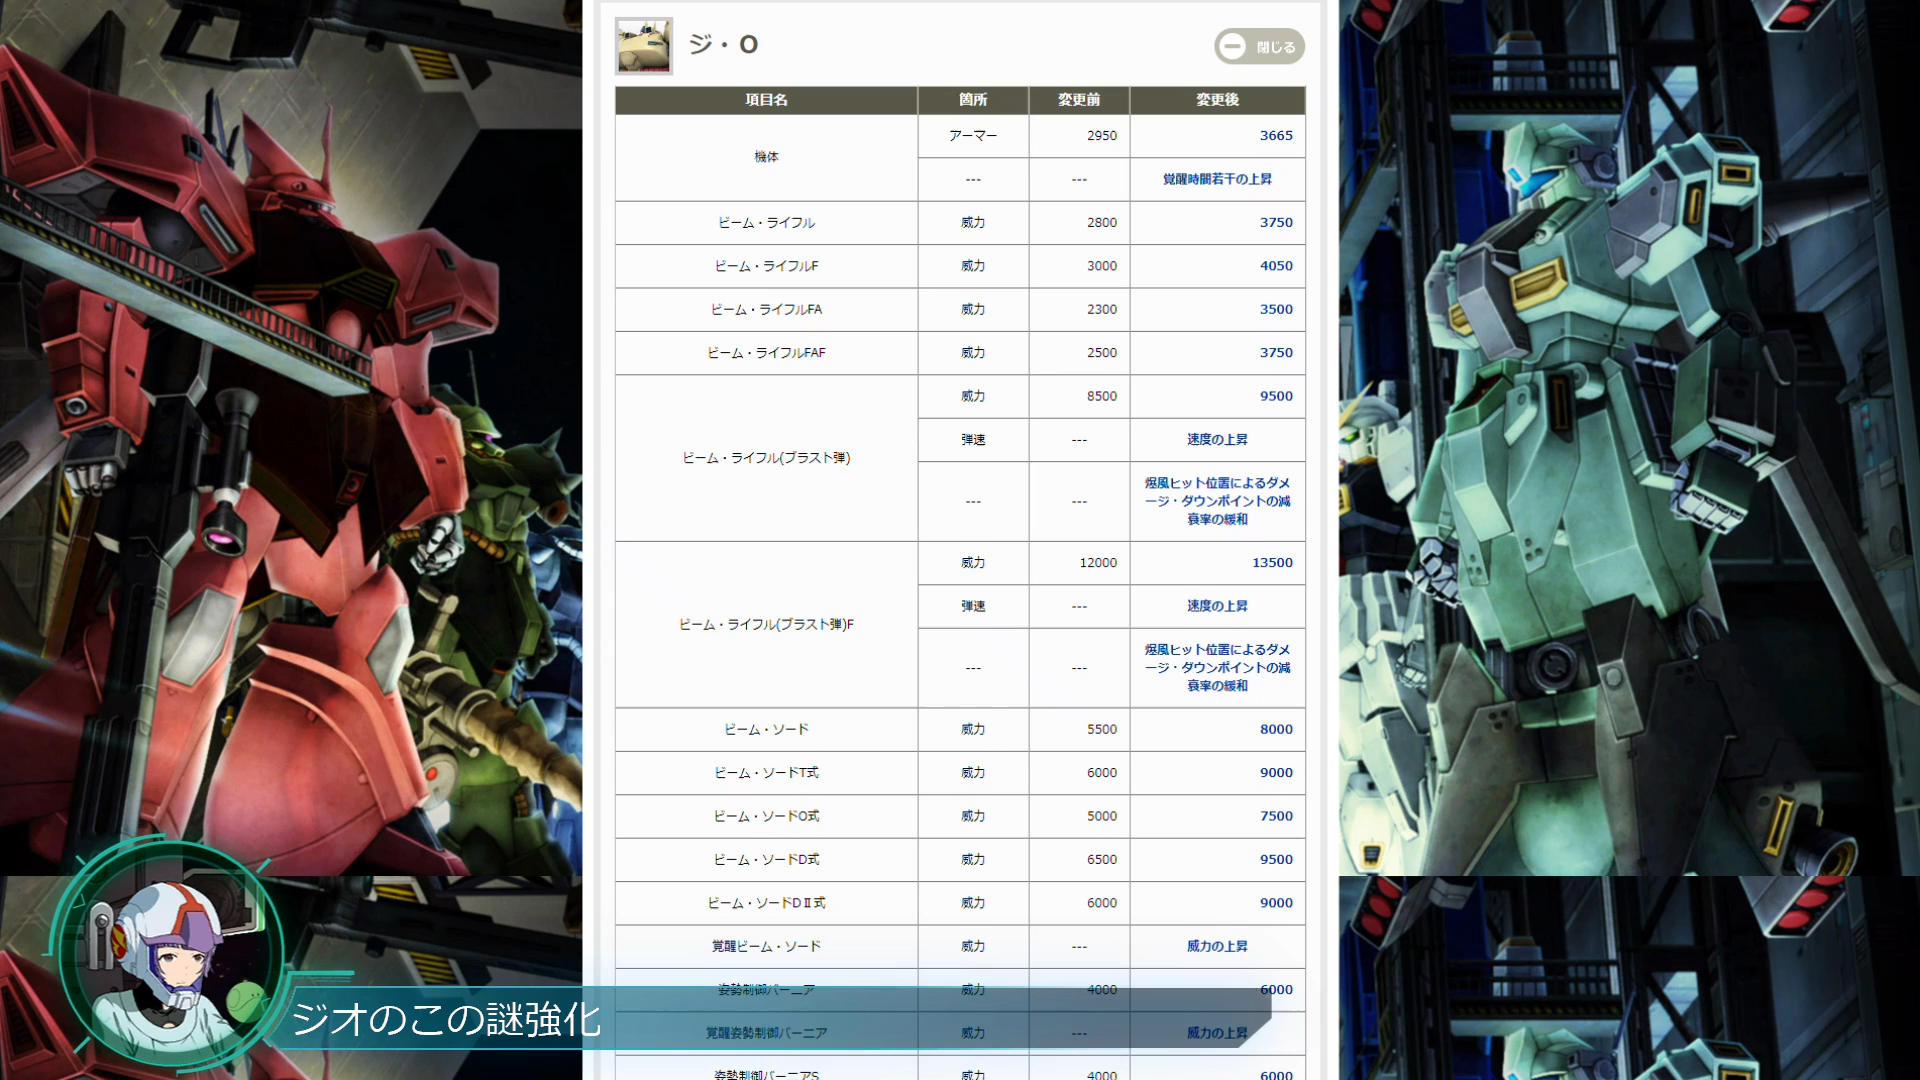 ジ・O
閉じる
項目名 箇所 変更前 変更後
機体 アーマー 2950 3665
--- --- 覚醒時間若干の上昇
ビーム・ライフル 威力 2800 3750
ビーム・ライフルF 威力 3000 4050
ビーム・ライフルFA 威力 2300 3500
ビーム・ライフルFAF 威力 2500 3750
ビーム・ライフル(ブラスト弾) 威力 8500 9500
弾速 --- 速度の上昇
--- --- 爆風ヒット位置によるダメ
ージ・ダウンポイントの減
衰率の緩和
ビーム・ライフル(ブラスト弾)F 威力 12000 13500
弾速 --- 速度の上昇
--- --- 爆風ヒット位置によるダメ
ージ・ダウンポイントの減
衰率の緩和
ビーム・ソード 威力 5500 8000
ビーム・ソードT式 威力 6000 9000
ビーム・ソードO式 威力 5000 7500
ビーム・ソードD式 威力 6500 9500
ビーム・ソードDⅡ式 威力 6000 9000
覚醒ビーム・ソード 威力 --- 威力の上昇
姿勢制御バーニア 威力 4000 6000
覚醒姿勢制御バーニア 威力 --- 威力の上昇
姿勢制御バーニアS 威力 4000 6000
ジオのこの謎強化